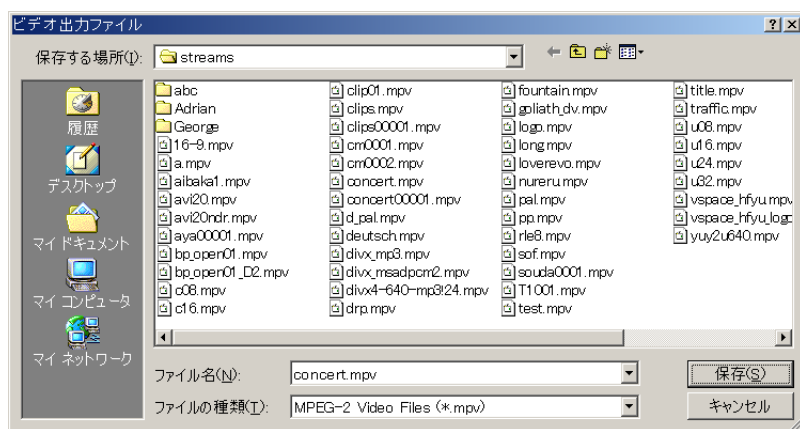 ビデオ出力ファイル
保存する場所(I):
streams
履歴
デスクトップ
マイ ドキュメント
マイ コンピュータ
マイ ネットワーク
abc
Adrian
George
16-9.mpv
a.mpv
aibaka1.mpv
avi20.mpv
avi20ndr.mpv
aya00001.mpv
bp_open01.mpv
bp_open01_D2.mpv
c08.mpv
c16.mpv
clip01.mpv
clips.mpv
clips00001.mpv
cm0001.mpv
cm0002.mpv
concert.mpv
concert00001.mpv
d_pal.mpv
deutsch.mpv
divx_mp3.mpv
divx_msadpcm2.mpv
divx4-640-mp3!24.mpv
drp.mpv
fountain.mpv
goliath_dv.mpv
logo.mpv
long.mpv
loverevo.mpv
nureru.mpv
pal.mpv
pp.mpv
rle8.mpv
sof.mpv
souda0001.mpv
T1001.mpv
test.mpv
title.mpv
traffic.mpv
u08.mpv
u16.mpv
u24.mpv
u32.mpv
vspace_hfyu.mpv
vspace_hfyu_logo
yuy2u640.mpv
ファイル名(N):
concert.mpv
保存(S)
ファイルの種類(T):
MPEG-2 Video Files (*.mpv)
キャンセル